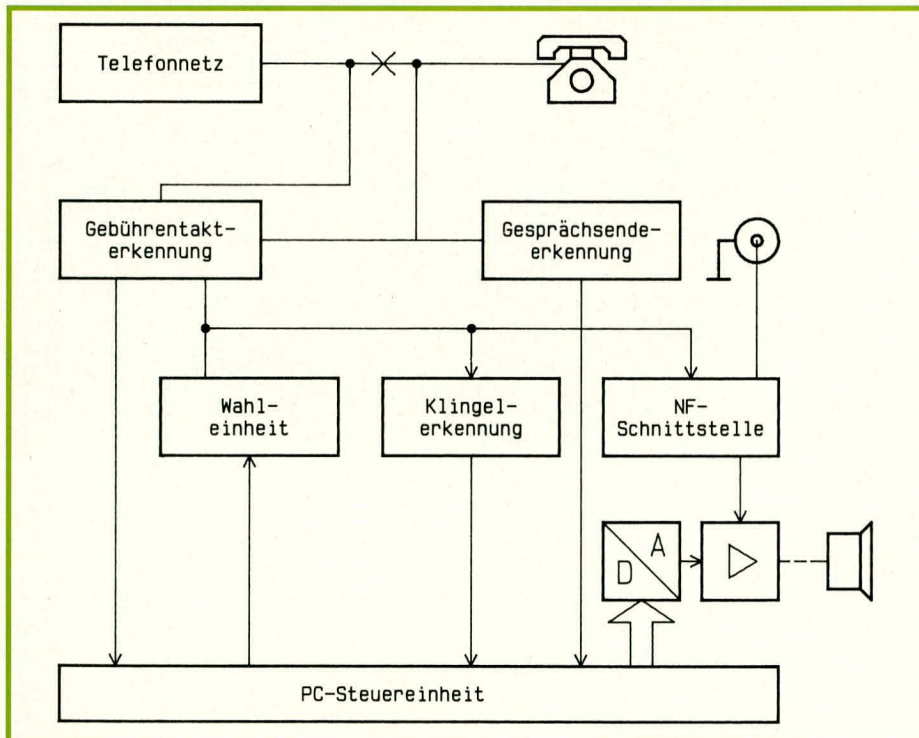 Telefonnetz
Gebührentakt-
erkennung
Gesprächsende-
erkennung
Wahl-
einheit
Klingel-
erkennung
NF-
Schnittstelle
D A
PC-Steuereinheit